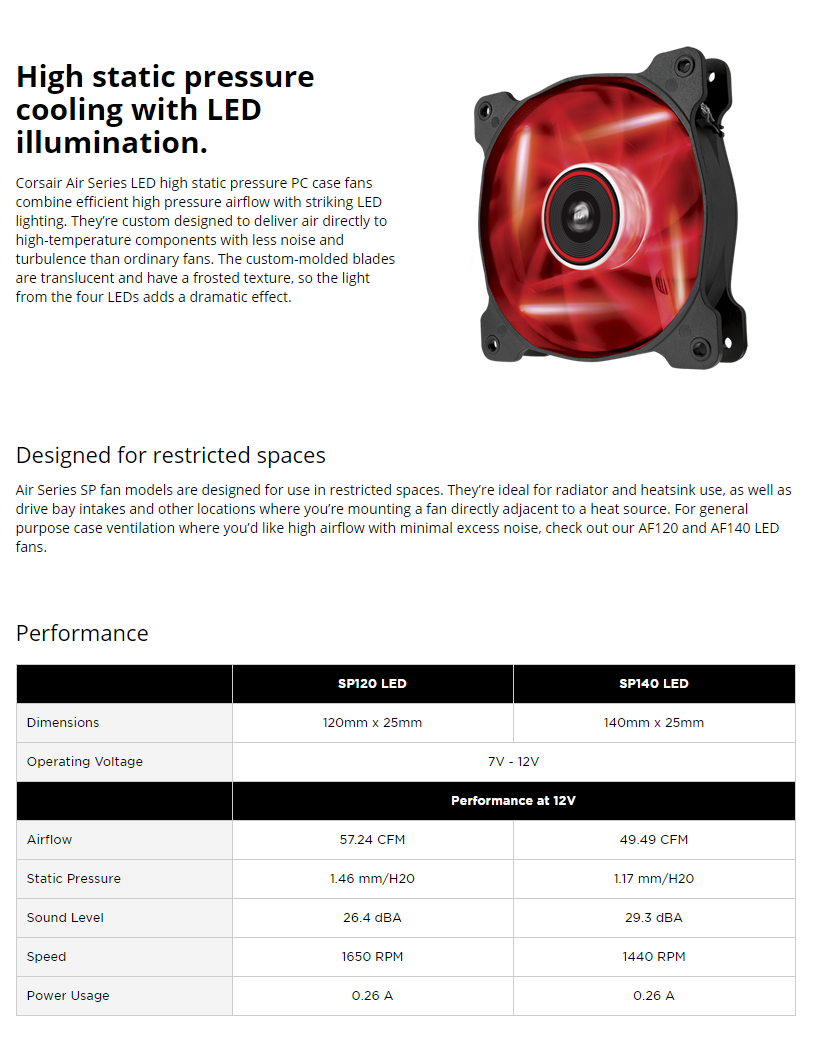 High static pressure
cooling with LED
illumination.
Corsair Air Series LED high static pressure PC case fans
combine efficient high pressure airflow with striking LED
lighting. They’re custom designed to deliver air directly to
high-temperature components with less noise and
turbulence than ordinary fans. The custom-molded blades
are translucent and have a frosted texture, so the light
from the four LEDs adds a dramatic effect.
Designed for restricted spaces
Air Series SP fan models are designed for use in restricted spaces. They’re ideal for radiator and heatsink use, as well as
drive bay intakes and other locations where you’re mounting a fan directly adjacent to a heat source. For general
purpose case ventilation where you’d like high airflow with minimal excess noise, check out our AF120 and AF140 LED
fans.
Performance
SP120 LED SP140 LED
Dimensions 120mm x 25mm 140mm x 25mm
Operating Voltage 7V - 12V
Performance at 12V
Airflow 57.24 CFM 49.49 CFM
Static Pressure 1.46 mm/H20 1.17 mm/H20
Sound Level 26.4 dBA 29.3 dBA
Speed 1650 RPM 1440 RPM
Power Usage 0.26 A 0.26 A